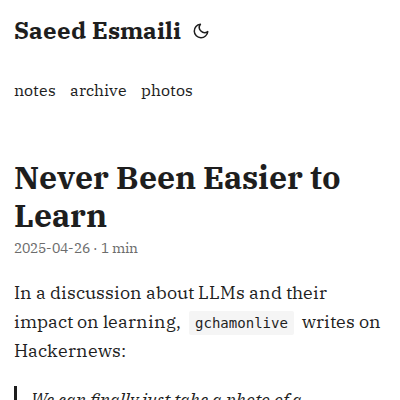 Saeed Esmaili
notes archive photos
Never Been Easier to
Learn
2025-04-26 · 1 min
In a discussion about LLMs and their
impact on learning, gchamonlive writes on
Hackernews:
We can finally just take a photo of a